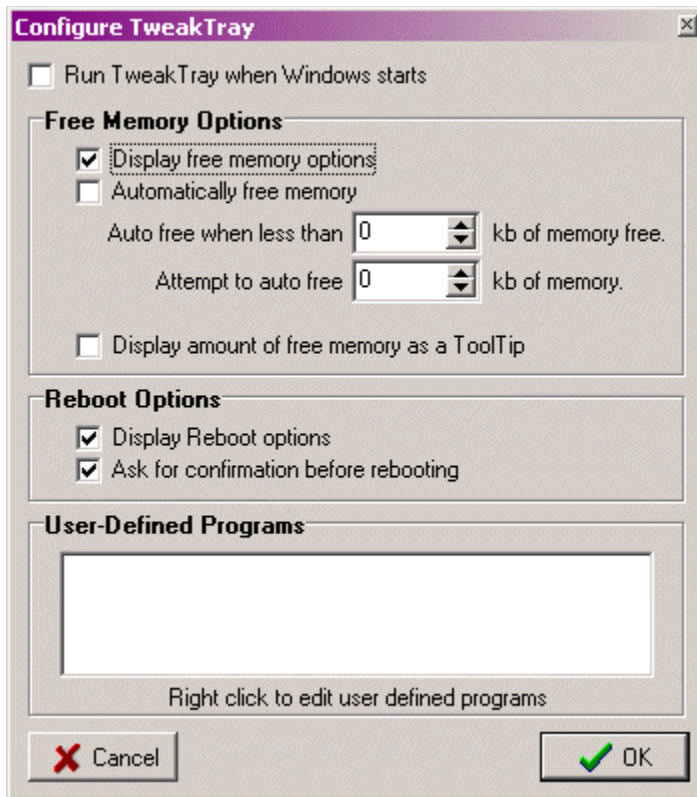 Configure TweakTray
Run TweakTray when Windows starts
Free Memory Options
Display free memory options
Automatically free memory
Auto free when less than 0 kb of memory free.
Attempt to auto free 0 kb of memory.
Display amount of free memory as a ToolTip
Reboot Options
Display Reboot options
Ask for confirmation before rebooting
User-Defined Programs
Right click to edit user defined programs
Cancel OK